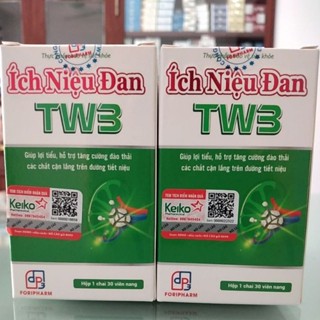 Ích Niệu Đan
TW3
Giúp lợi tiểu, hỗ trợ tăng cường đào thải
các chất cặn lắng trên đường tiết niệu
Keiko
FORIPHARM
Hộp 1 chai 30 viên nang
Ích Niệu Đan
TW3
Giúp lợi tiểu, hỗ trợ tăng cường đào thải
các chất cặn lắng trên đường tiết niệu
Keiko
FORIPHARM
Hộp 1 chai 30 viên nang